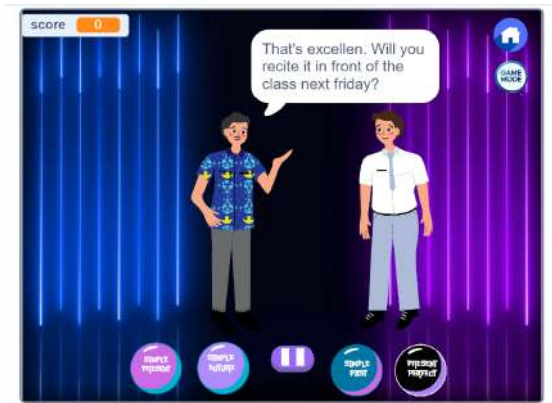 score 0
That's excellen. Will you
recite it in front of the
class next friday?
GAME
MODE
SIMPLE
PRESENT
SIMPLE
FUTURE
SIMPLE
PAST
PRESENT
PERFECT